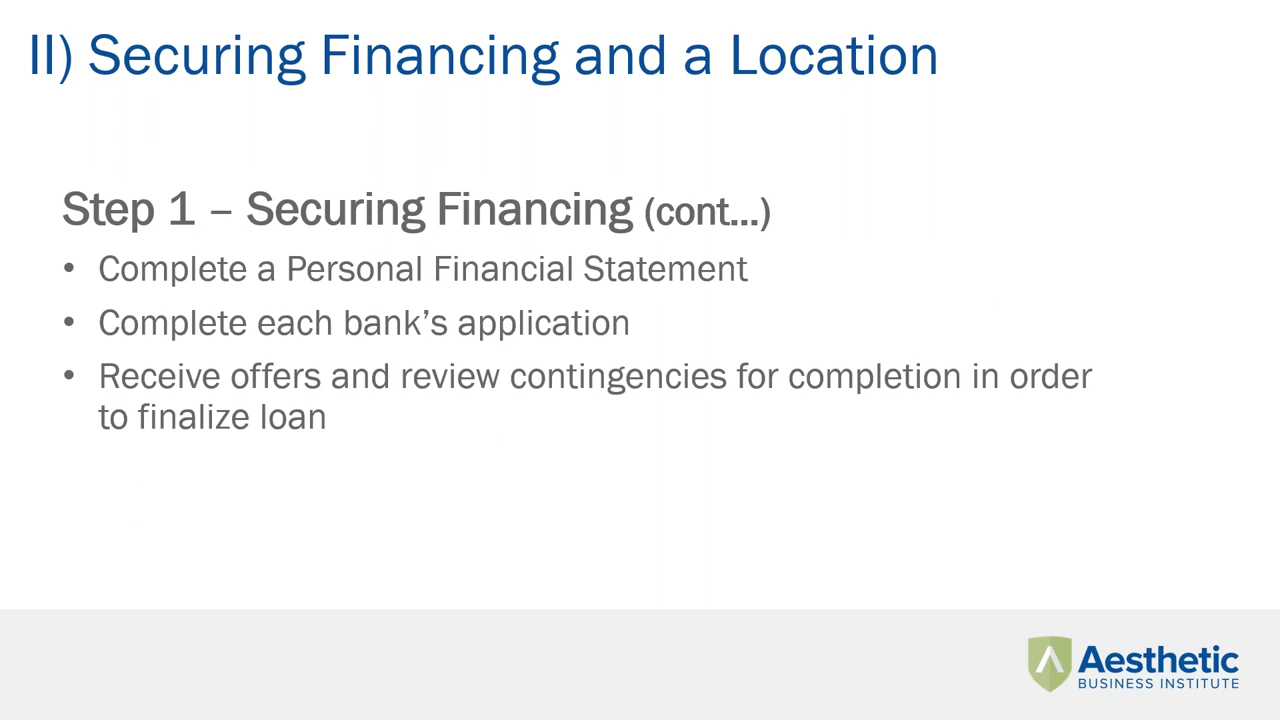 II) Securing Financing and a Location
Step 1 – Securing Financing (cont...)
• Complete a Personal Financial Statement
• Complete each bank’s application
• Receive offers and review contingencies for completion in order
to finalize loan
Aesthetic
BUSINESS INSTITUTE